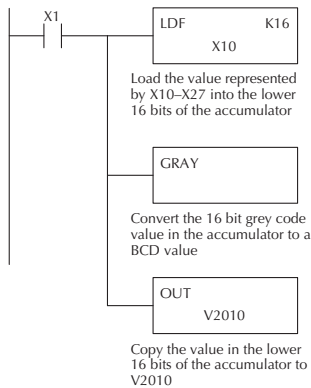 X1
LDF K16
X10
Load the value represented
by X10–X27 into the lower
16 bits of the accumulator
GRAY
Convert the 16 bit grey code
value in the accumulator to a
BCD value
OUT
V2010
Copy the value in the lower
16 bits of the accumulator to
V2010